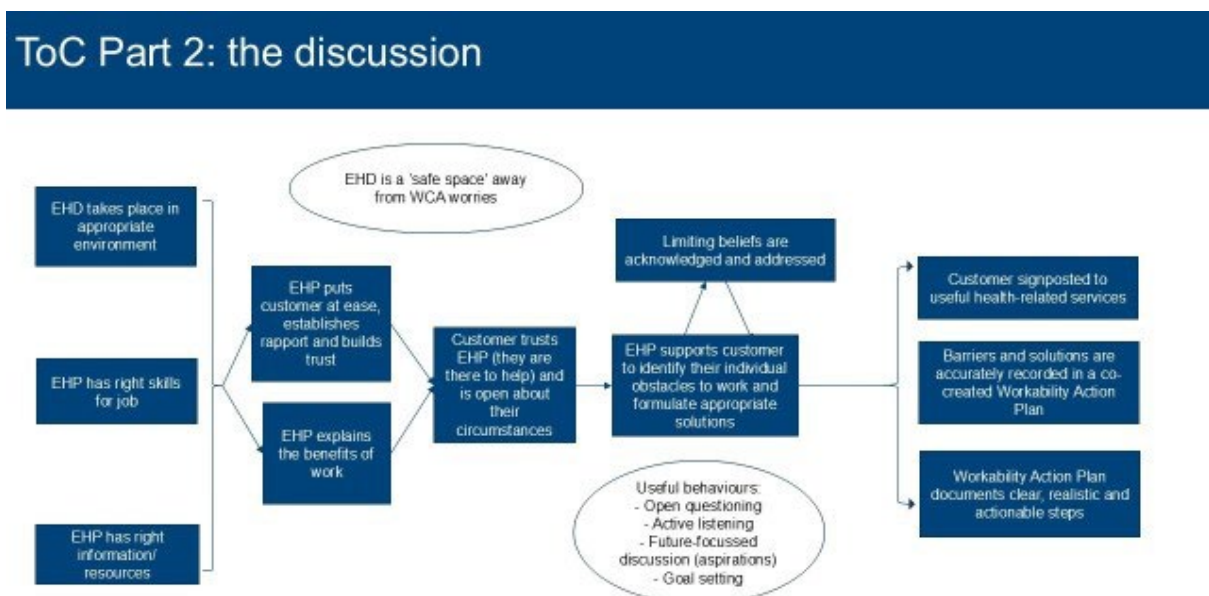 ToC Part 2: the discussion
EHD is a 'safe space' away
from WCA worries
EHD takes place in
appropriate
environment
EHP has right skills
for job
EHP has right
information/
resources
EHP puts
customer at ease,
establishes
rapport and builds
trust
EHP explains
the benefits of
work
Customer trusts
EHP (they are
there to help) and
is open about
their
circumstances
Limiting beliefs are
acknowledged and addressed
EHP supports customer
to identify their individual
obstacles to work and
formulate appropriate
solutions
Useful behaviours:
- Open questioning
- Active listening
- Future-focussed
discussion (aspirations)
- Goal setting
Customer signposted to
useful health-related services
Barriers and solutions are
accurately recorded in a co-
created Workability Action
Plan
Workability Action Plan
documents clear, realistic and
actionable steps